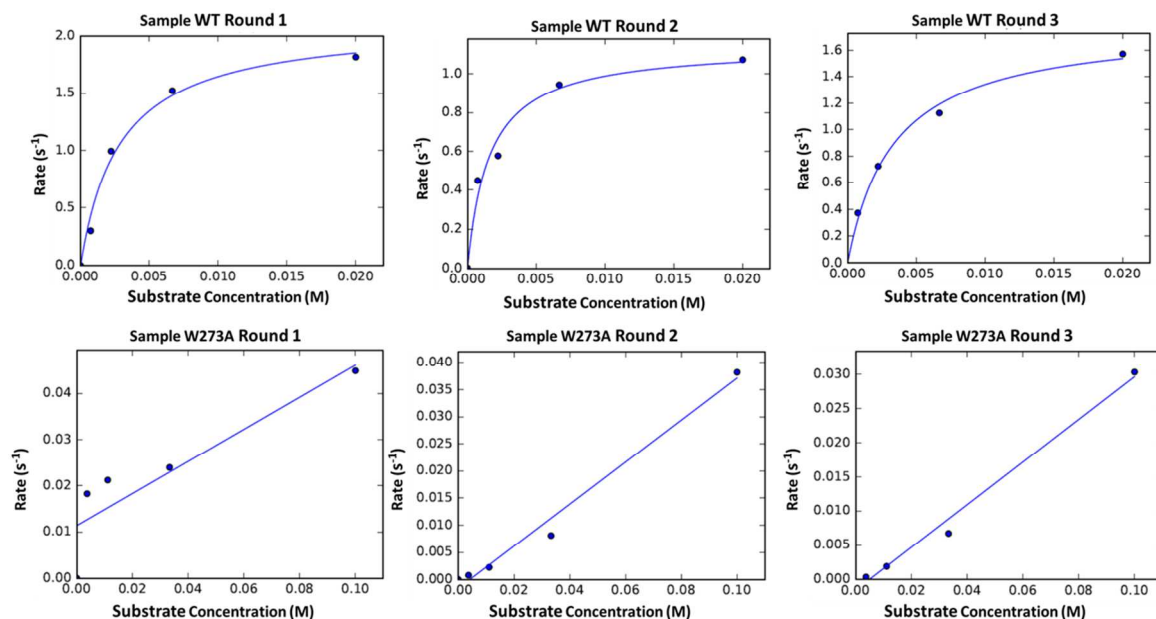 Sample WT Round 1
Rate (s⁻¹)
2.0
1.5
1.0
0.5
0.0
0.000 0.005 0.010 0.015 0.020
Substrate Concentration (M)
Sample WT Round 2
Rate (s⁻¹)
1.0
0.8
0.6
0.4
0.2
0.0
0.000 0.005 0.010 0.015 0.020
Substrate Concentration (M)
Sample WT Round 3
Rate (s⁻¹)
1.6
1.4
1.2
1.0
0.8
0.6
0.4
0.2
0.0
0.000 0.005 0.010 0.015 0.020
Substrate Concentration (M)
Sample W273A Round 1
Rate (s⁻¹)
0.04
0.03
0.02
0.01
0.00
0.00 0.02 0.04 0.06 0.08 0.10
Substrate Concentration (M)
Sample W273A Round 2
Rate (s⁻¹)
0.040
0.035
0.030
0.025
0.020
0.015
0.010
0.005
0.000
0.00 0.02 0.04 0.06 0.08 0.10
Substrate Concentration (M)
Sample W273A Round 3
Rate (s⁻¹)
0.030
0.025
0.020
0.015
0.010
0.005
0.000
0.00 0.02 0.04 0.06 0.08 0.10
Substrate Concentration (M)